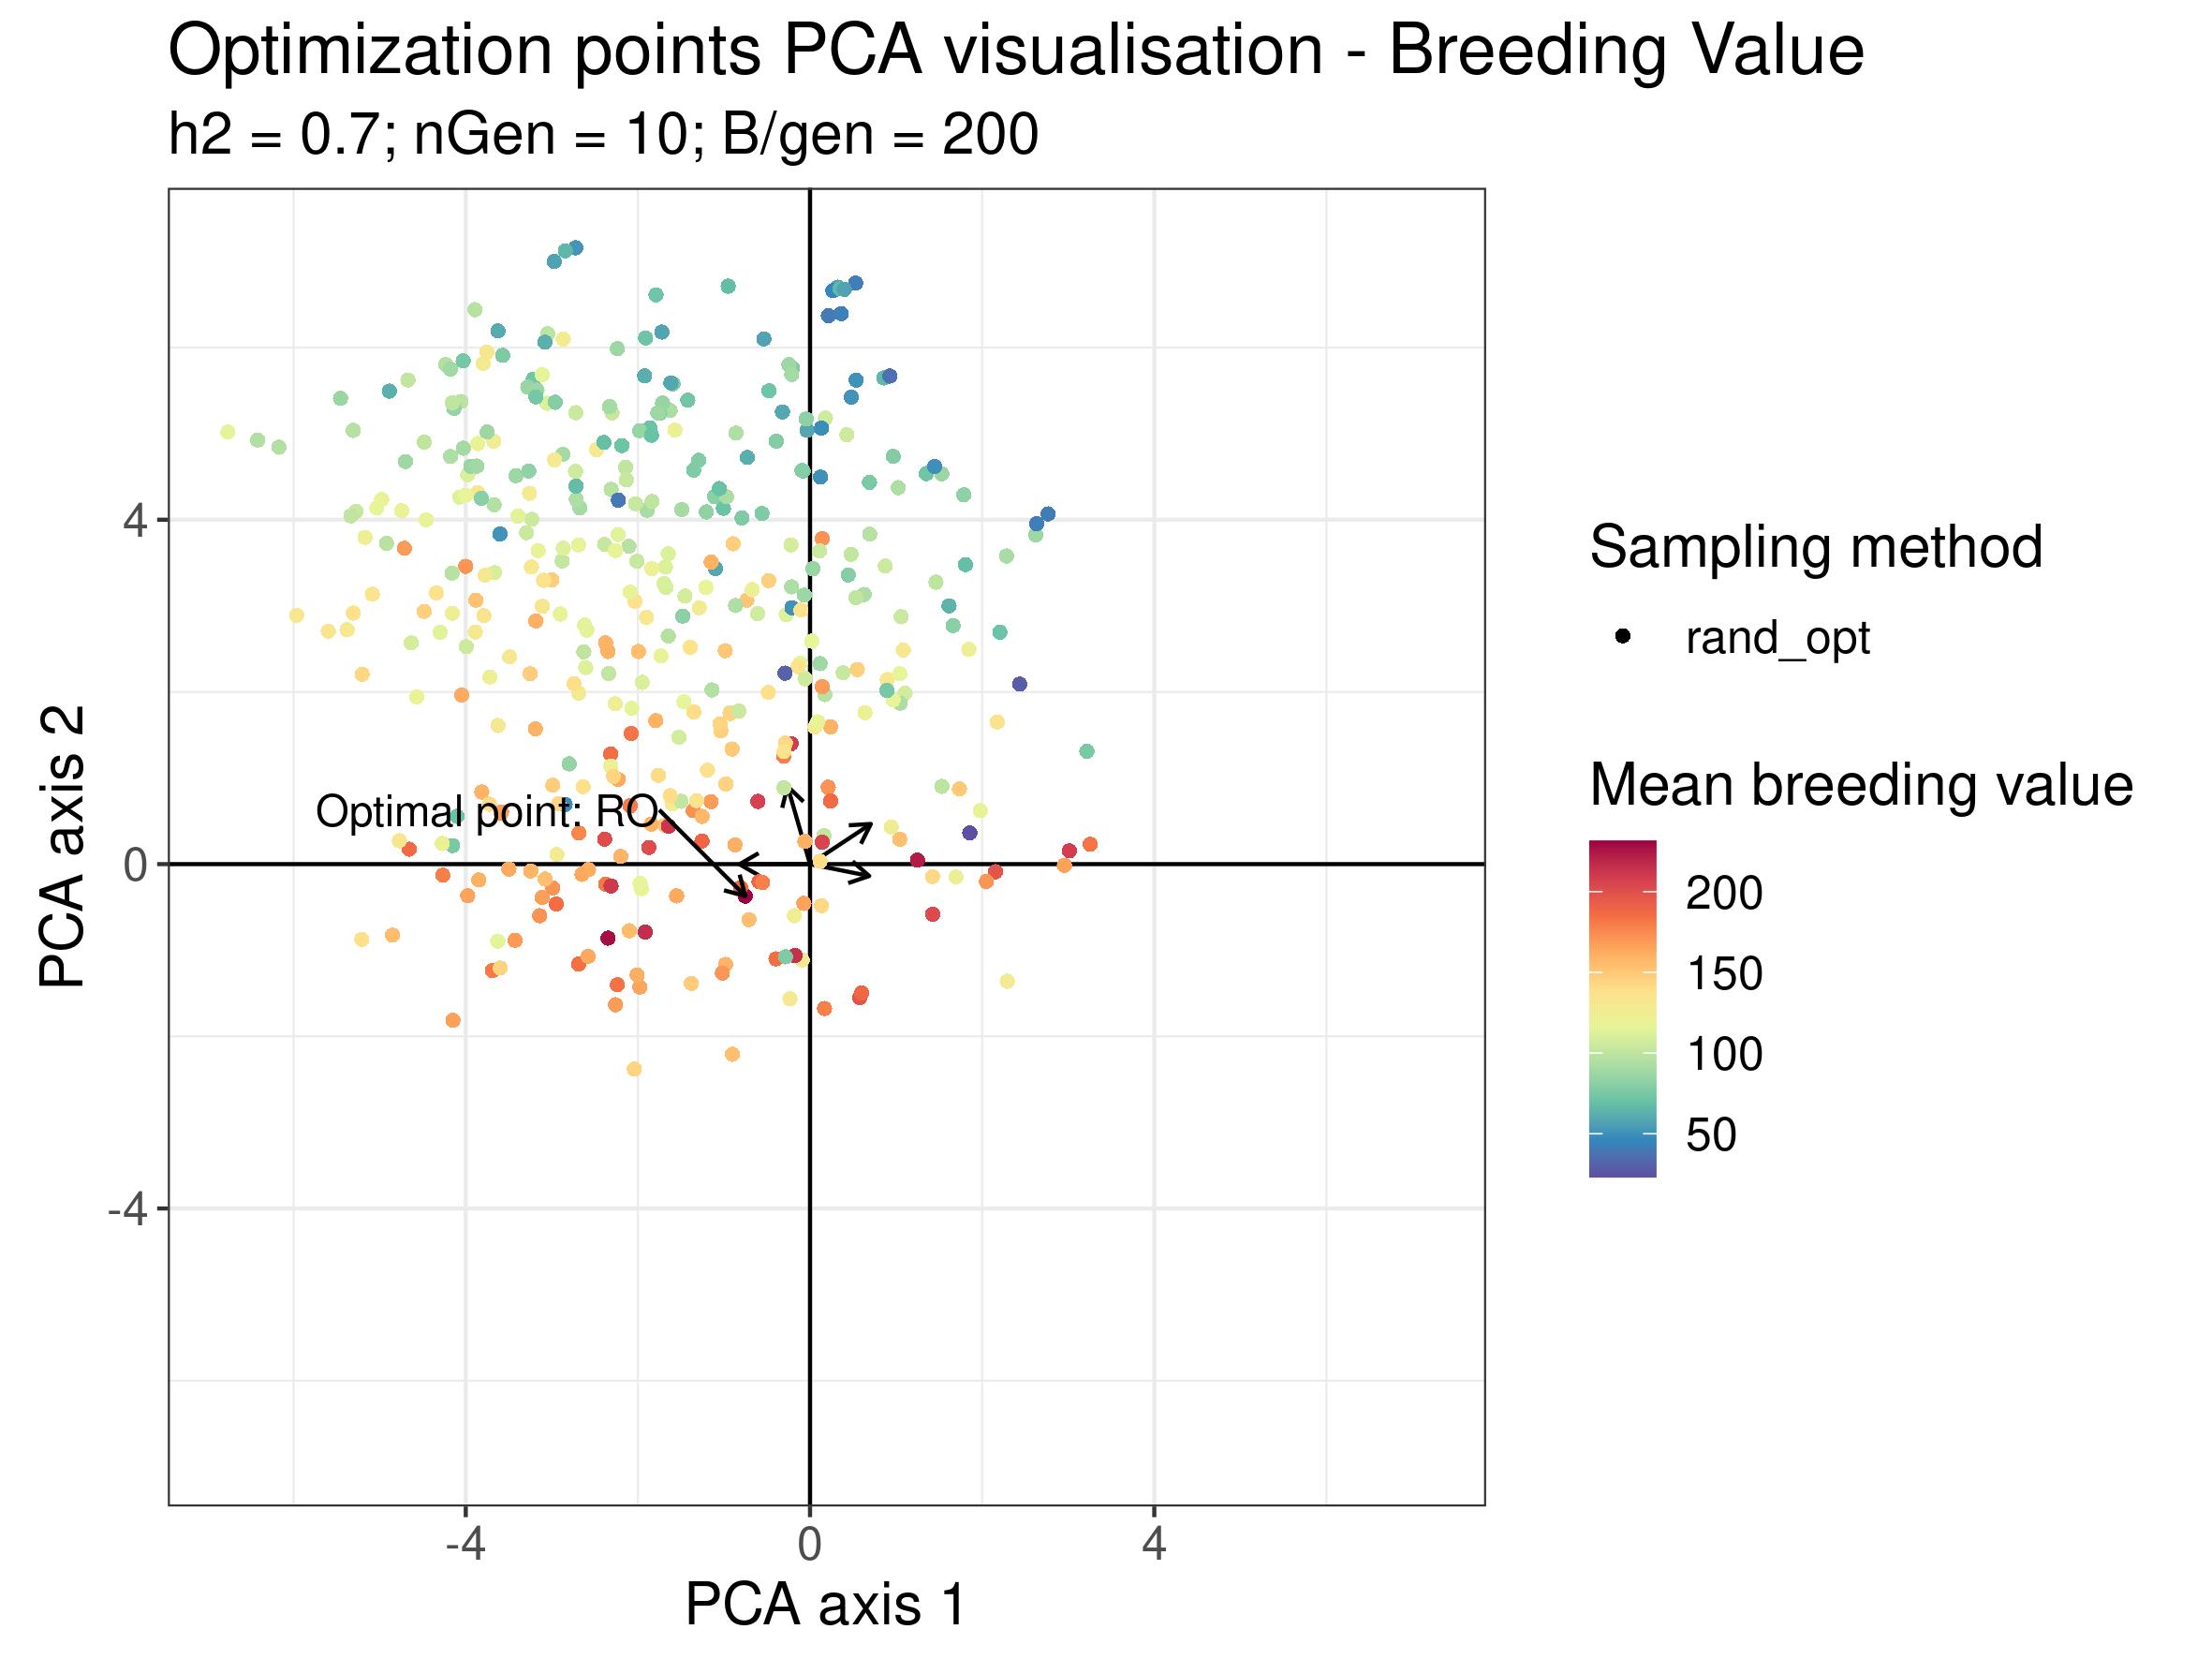 Optimization points PCA visualisation - Breeding Value
h2 = 0.7; nGen = 10; B/gen = 200
PCA axis 2
4
0
-4
Optimal point: RO
-4
0
4
PCA axis 1
Sampling method
rand_opt
Mean breeding value
200
150
100
50